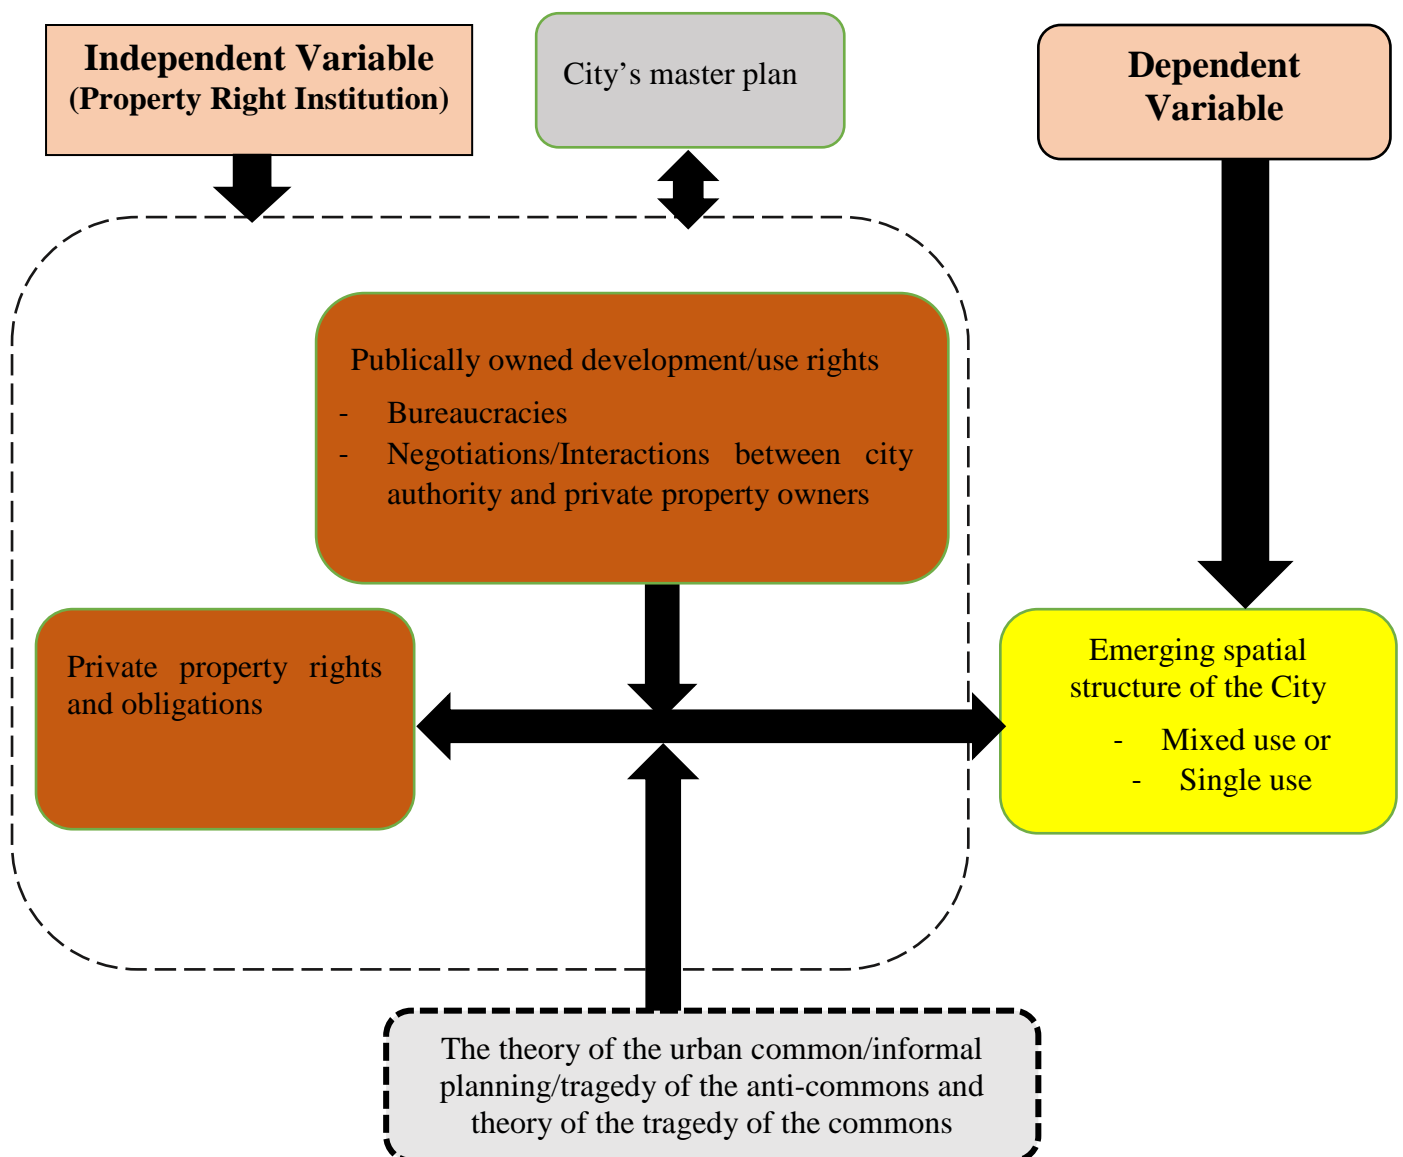 Independent Variable
(Property Right Institution)
City’s master plan
Dependent
Variable
Publically owned development/use rights
- Bureaucracies
- Negotiations/Interactions between city
authority and private property owners
Private property rights
and obligations
Emerging spatial
structure of the City
- Mixed use or
- Single use
The theory of the urban common/informal
planning/tragedy of the anti-commons and
theory of the tragedy of the commons